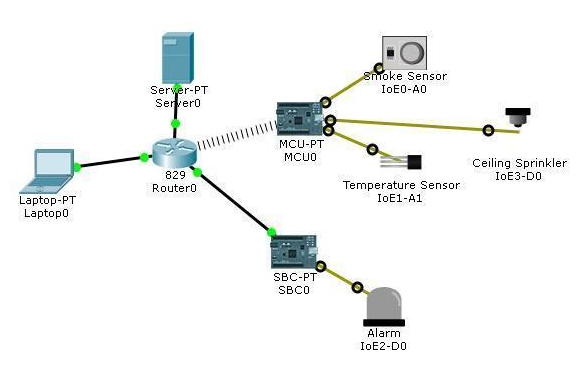 Server-PT
Server0
Smoke Sensor
IoE0-A0
MCU-PT
MCU0
Ceiling Sprinkler
IoE3-D0
829
Router0
Temperature Sensor
IoE1-A1
Laptop-PT
Laptop0
SBC-PT
SBC0
Alarm
IoE2-D0